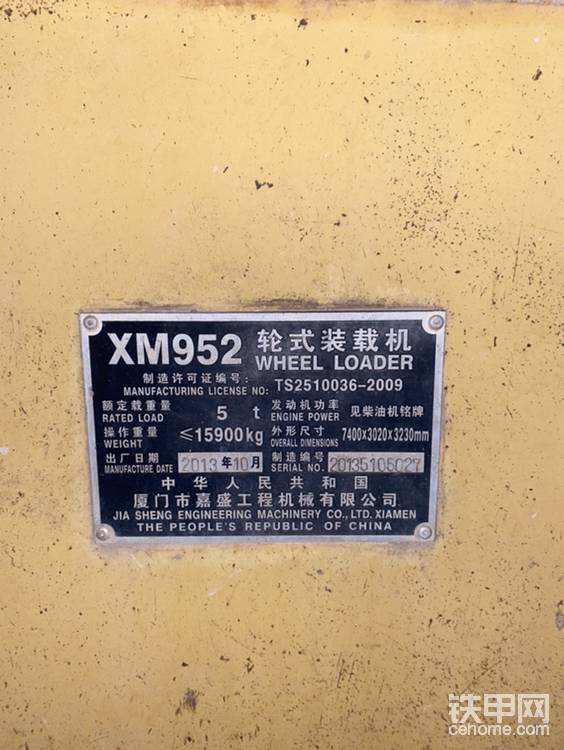 XM952 轮式装载机
WHEEL LOADER
制造许可证编号:
MANUFACTURING LICENSE NO: TS2510036-2009
额定载重量 5 t 发动机功率 见柴油机铭牌
RATED LOAD ENGINE POWER
操作重量 ≤15900kg 外形尺寸 7400×3020×3230mm
WEIGHT OVERALL DIMENSIONS
出厂日期 2013年10月 制造编号
MANUFACTURE DATE SERIAL NO.
中华人民共和国
厦门市嘉盛工程机械有限公司
JIA SHENG ENGINEERING MACHINERY CO., LTD. XIAMEN
THE PEOPLE'S REPUBLIC OF CHINA
铁甲网
cehome.com